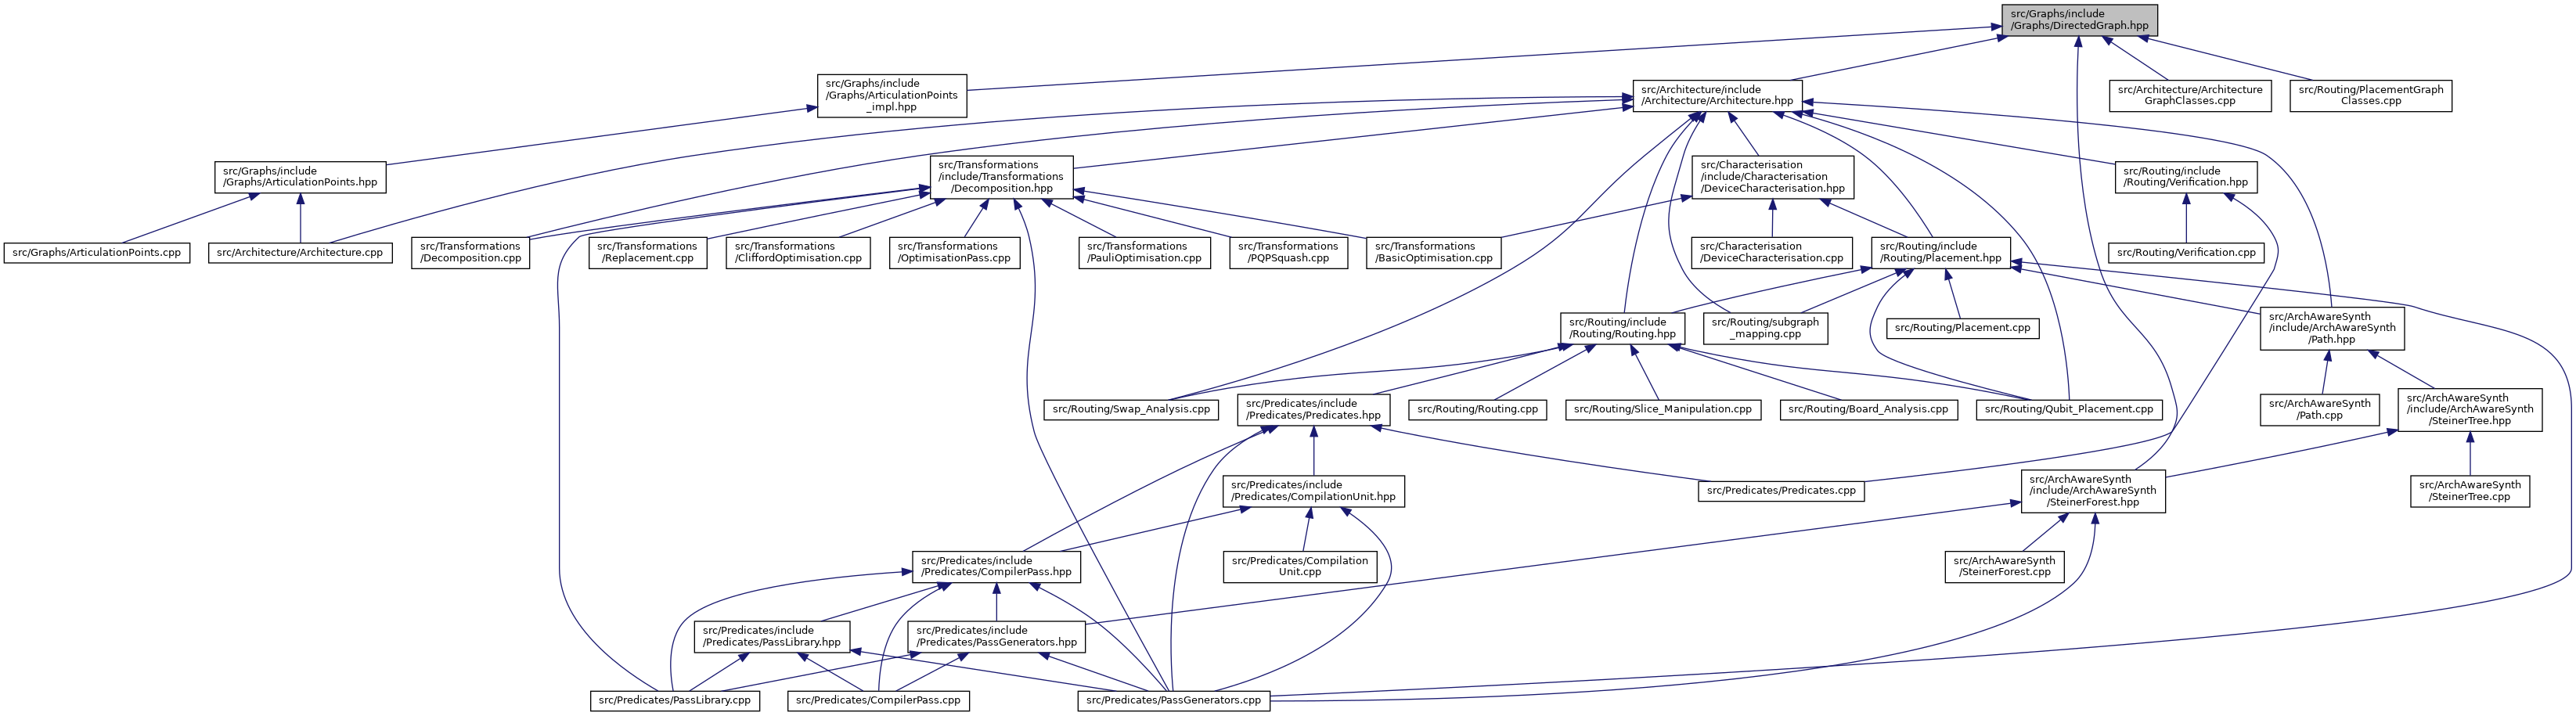 src/Graphs/include
/Graphs/DirectedGraph.hpp
src/Graphs/include
/Graphs/ArticulationPoints
_impl.hpp
src/Architecture/include
/Architecture/Architecture.hpp
src/Architecture/Architecture
GraphClasses.cpp
src/Routing/PlacementGraph
Classes.cpp
src/Graphs/include
/Graphs/ArticulationPoints.hpp
src/Transformations
/include/Transformations
/Decomposition.hpp
src/Characterisation
/include/Characterisation
/DeviceCharacterisation.hpp
src/Routing/include
/Routing/Verification.hpp
src/Graphs/ArticulationPoints.cpp
src/Architecture/Architecture.cpp
src/Transformations
/Decomposition.cpp
src/Transformations
/Replacement.cpp
src/Transformations
/CliffordOptimisation.cpp
src/Transformations
/OptimisationPass.cpp
src/Transformations
/PauliOptimisation.cpp
src/Transformations
/PQPSquash.cpp
src/Transformations
/BasicOptimisation.cpp
src/Characterisation
/DeviceCharacterisation.cpp
src/Routing/include
/Routing/Placement.hpp
src/Routing/Verification.cpp
src/Routing/include
/Routing/Routing.hpp
src/Routing/subgraph
_mapping.cpp
src/Routing/Placement.cpp
src/ArchAwareSynth
/include/ArchAwareSynth
/Path.hpp
src/Routing/Swap_Analysis.cpp
src/Predicates/include
/Predicates/Predicates.hpp
src/Routing/Routing.cpp
src/Routing/Slice_Manipulation.cpp
src/Routing/Board_Analysis.cpp
src/Routing/Qubit_Placement.cpp
src/ArchAwareSynth
/Path.cpp
src/ArchAwareSynth
/include/ArchAwareSynth
/SteinerTree.hpp
src/Predicates/include
/Predicates/CompilationUnit.hpp
src/Predicates/Predicates.cpp
src/ArchAwareSynth
/include/ArchAwareSynth
/SteinerForest.hpp
src/ArchAwareSynth
/SteinerTree.cpp
src/Predicates/include
/Predicates/CompilerPass.hpp
src/Predicates/Compilation
Unit.cpp
src/ArchAwareSynth
/SteinerForest.cpp
src/Predicates/include
/Predicates/PassLibrary.hpp
src/Predicates/include
/Predicates/PassGenerators.hpp
src/Predicates/PassLibrary.cpp
src/Predicates/CompilerPass.cpp
src/Predicates/PassGenerators.cpp